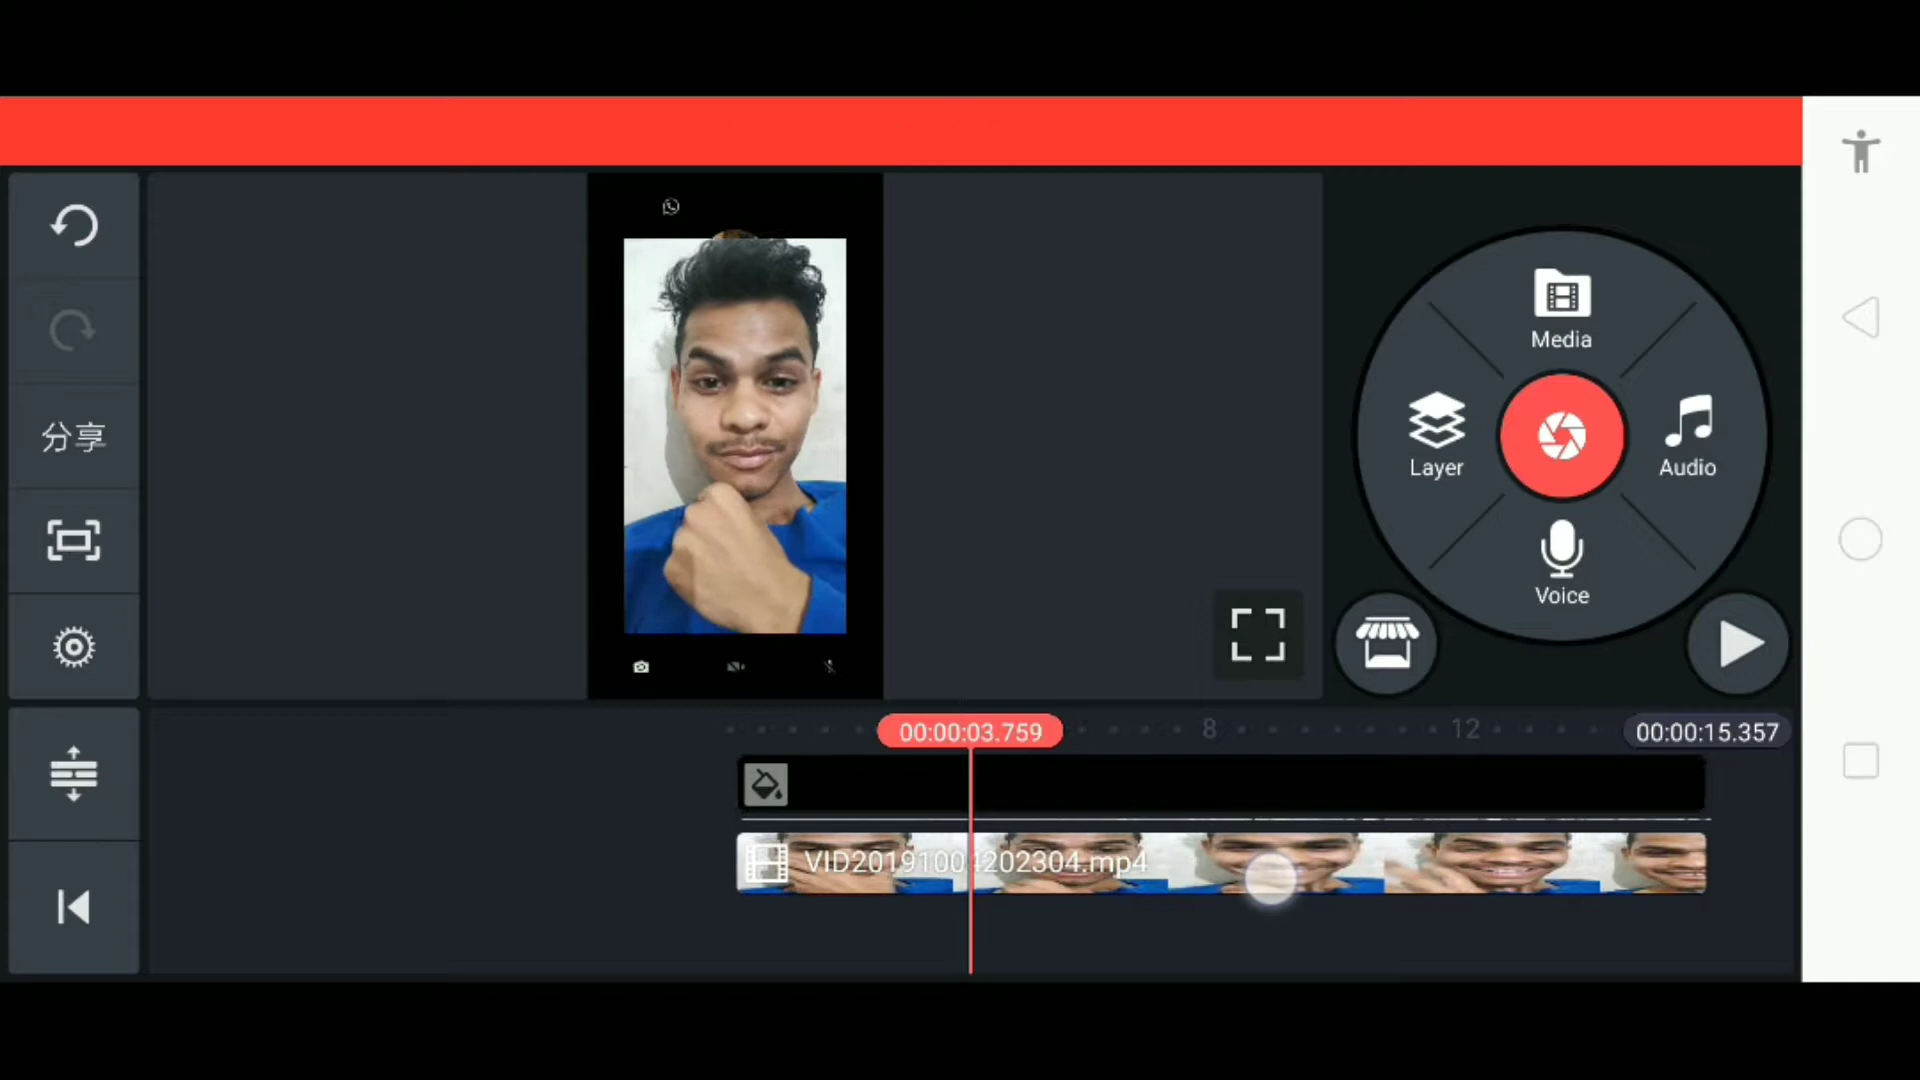 Media
分享
Layer
Audio
Voice
00:00:03.759
8
12
00:00:15.357
VID20191004202304.mp4